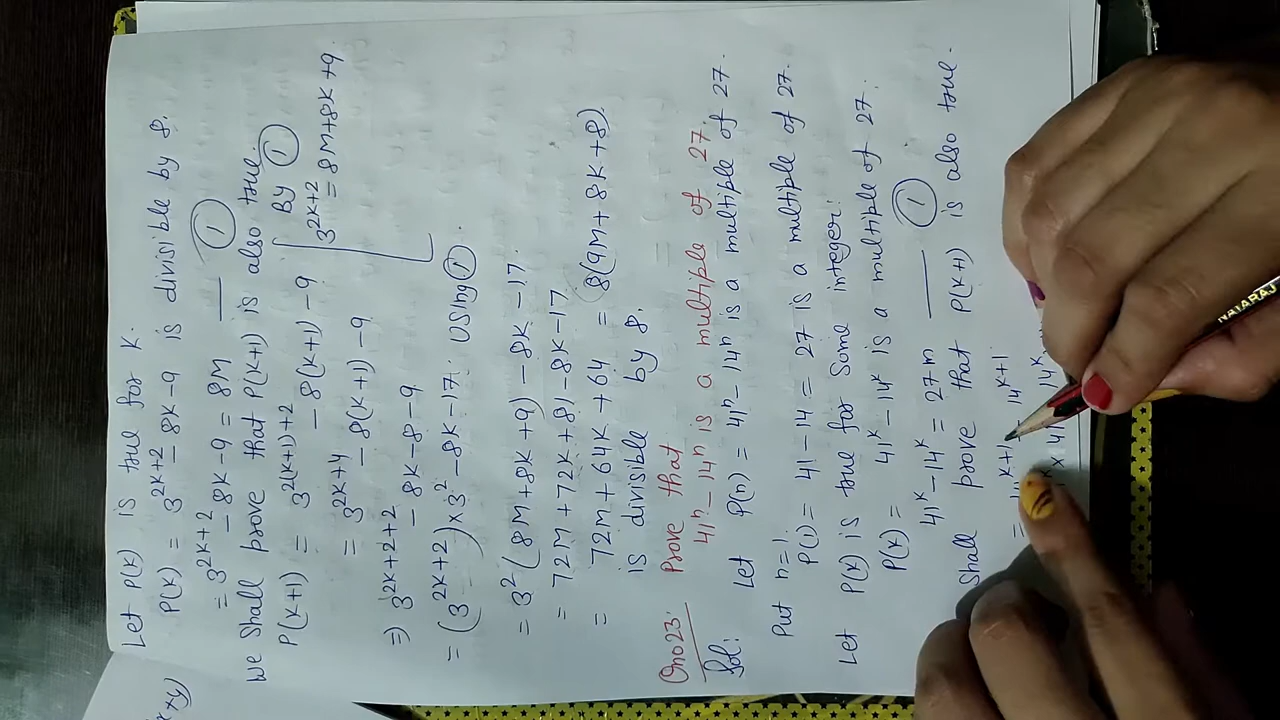 x+y)
Let P(K) is true for K.
P(K) = 3^{2K+2} - 8K - 9 is divisible by 8.
= 3^{2K+2} - 8K - 9 = 8M —— ①
we shall prove that P(K+1) is also true.
P(K+1) = 3^{2(K+1)+2} - 8(K+1) - 9
= 3^{2K+4} - 8(K+1) - 9
By ①
3^{2K+2} = 8M+8K+9
⇒ 3^{2K+2+2} - 8K - 8 - 9
= (3^{2K+2}) × 3^2 - 8K - 17. Using ①.
= 3^2 (8M + 8K + 9) - 8K - 17.
= 72M + 72K + 81 - 8K - 17
= 72M + 64K + 64 = 8(9M + 8K + 8)
is divisible by 8.
Qno23. Prove that
41^n - 14^n is a multiple of 27.
Sol: Let P(n) = 41^n - 14^n is a multiple of 27.
Put n=1
P(1) = 41 - 14 = 27 is a multiple of 27.
Let P(K) is true for Some integer.
P(K) = 41^K - 14^K is a multiple of 27.
41^K - 14^K = 27m —— ①
Shall prove that P(K+1) is also true.
= 41^{K+1} 14^{K+1}
× 41 14^K
NATARAJ